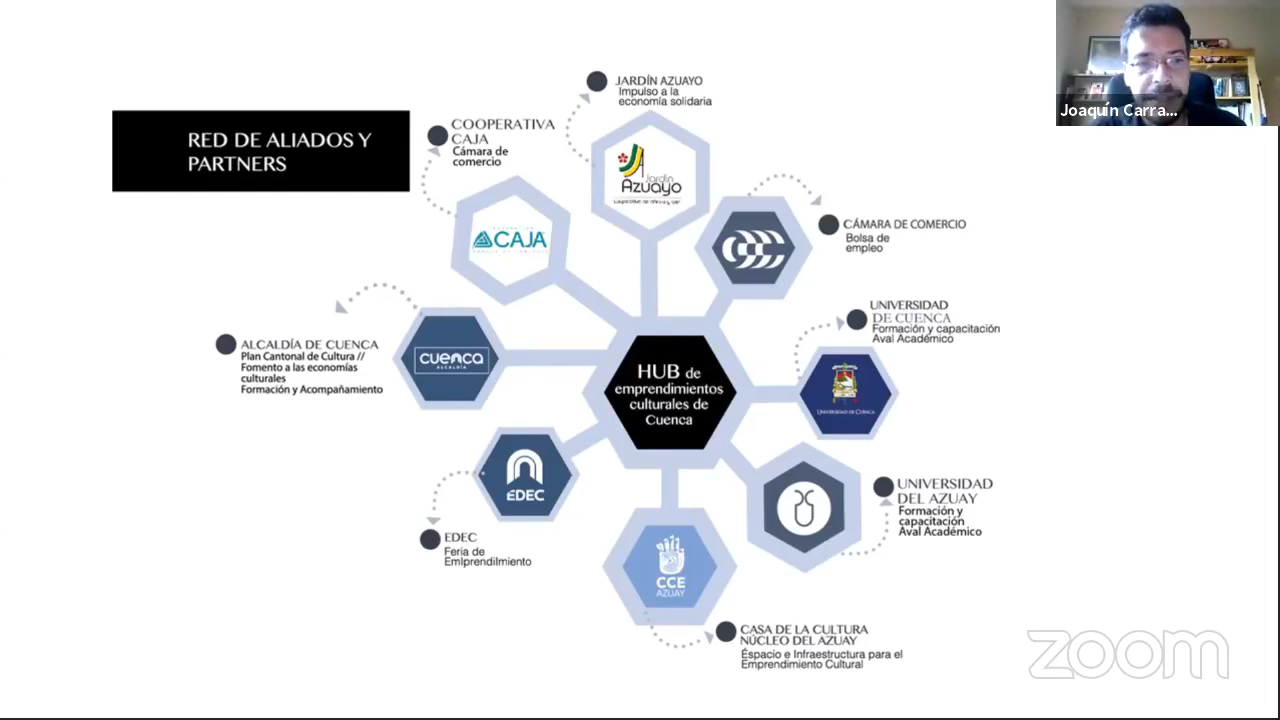 Joaquín Carra...
RED DE ALIADOS Y
PARTNERS
JARDÍN AZUAYO
Impulso a la
economía solidaria
COOPERATIVA
CAJA
Cámara de
comercio
Jardín
Azuayo
CAJA
CÁMARA DE COMERCIO
Bolsa de
empleo
UNIVERSIDAD
DE CUENCA
Formación y capacitación
Aval Académico
ALCALDÍA DE CUENCA
Plan Cantonal de Cultura //
Fomento a las economías
culturales
Formación y Acompañamiento
cuenca
ALCALDÍA
HUB de
emprendimientos
culturales de
Cuenca
UNIVERSIDAD DE CUENCA
EDEC
UNIVERSIDAD
DEL AZUAY
Formación y
capacitación
Aval Académico
EDEC
Feria de
Emlprendilmiento
CCE
AZUAY
CASA DE LA CULTURA
NÚCLEO DEL AZUAY
Éspacio e Infraestructura para el
Emprendimiento Cultural
zoom